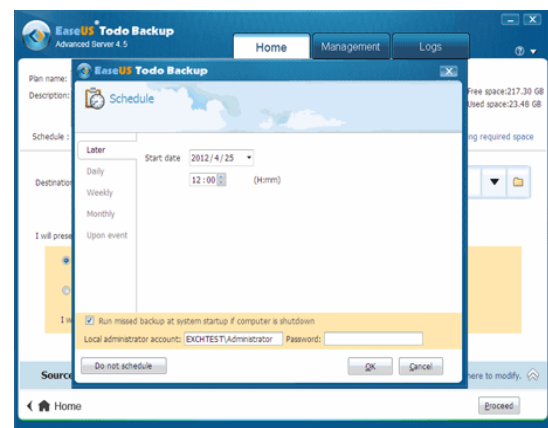 EaseUS Todo Backup
Advanced Server 4.5
Home Management Logs
Plan name:
EaseUS Todo Backup
Description:
Free space:217.30 GB
Used space:23.48 GB
Schedule
Schedule :
ng required space
Later
Start date 2012/4/25
Daily
12:00 (H:mm)
Destination
Weekly
Monthly
I will prese
Upon event
I w
Run missed backup at system startup if computer is shutdown
Local administrator account: EXCHTEST\Administrator Password:
Do not schedule OK Cancel
Source
here to modify.
Home
Proceed